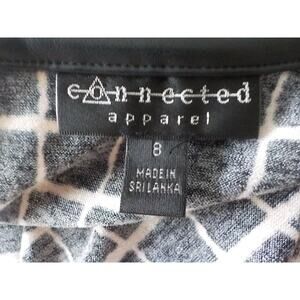 connected
apparel
8
MADE IN
SRI LANKA